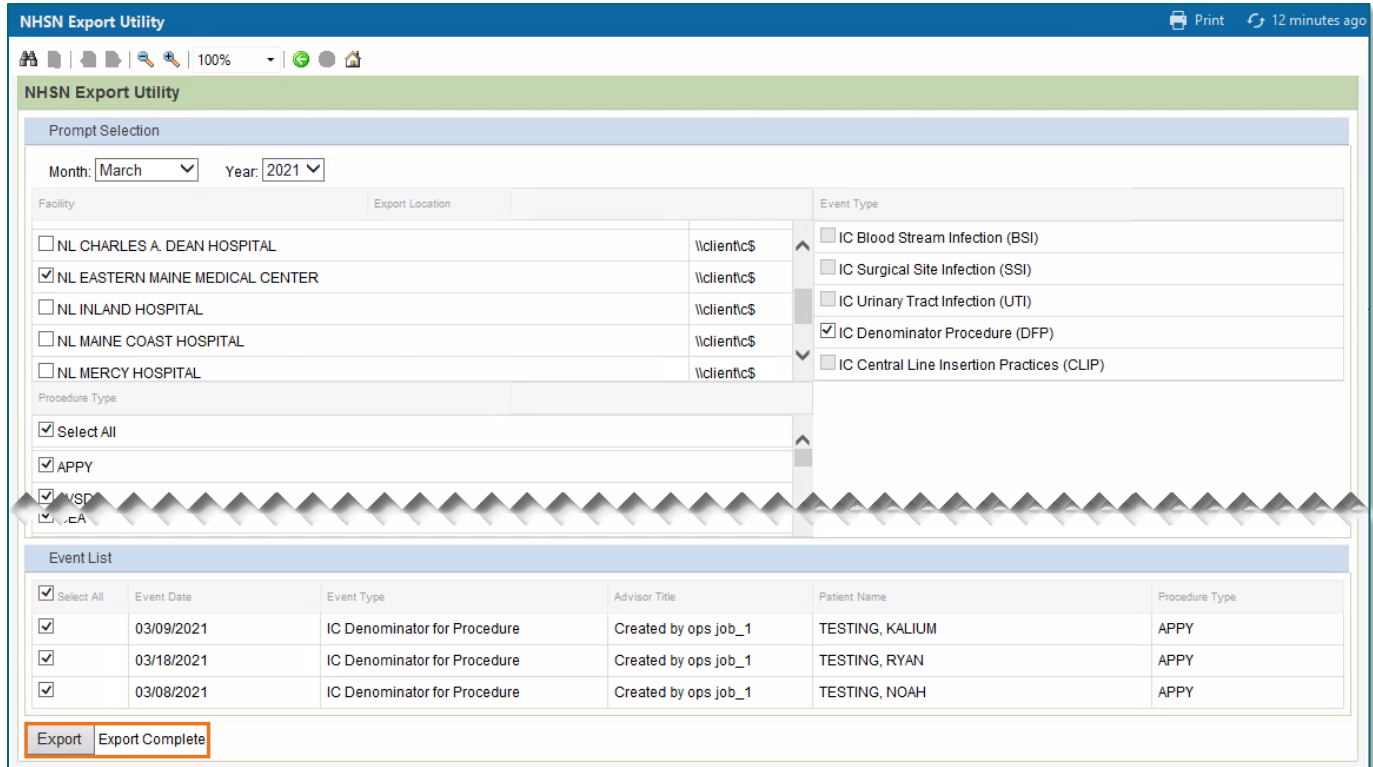 NHSN Export Utility Print 12 minutes ago
100%
NHSN Export Utility
Prompt Selection
Month: March Year: 2021
Facility Export Location Event Type
NL CHARLES A. DEAN HOSPITAL \\client\c$ IC Blood Stream Infection (BSI)
NL EASTERN MAINE MEDICAL CENTER \\client\c$ IC Surgical Site Infection (SSI)
NL INLAND HOSPITAL \\client\c$ IC Urinary Tract Infection (UTI)
NL MAINE COAST HOSPITAL \\client\c$ IC Denominator Procedure (DFP)
NL MERCY HOSPITAL \\client\c$ IC Central Line Insertion Practices (CLIP)
Procedure Type
Select All
APPY
Event List
Select All Event Date Event Type Advisor Title Patient Name Procedure Type
03/09/2021 IC Denominator for Procedure Created by ops job_1 TESTING, KALIUM APPY
03/18/2021 IC Denominator for Procedure Created by ops job_1 TESTING, RYAN APPY
03/08/2021 IC Denominator for Procedure Created by ops job_1 TESTING, NOAH APPY
Export Export Complete